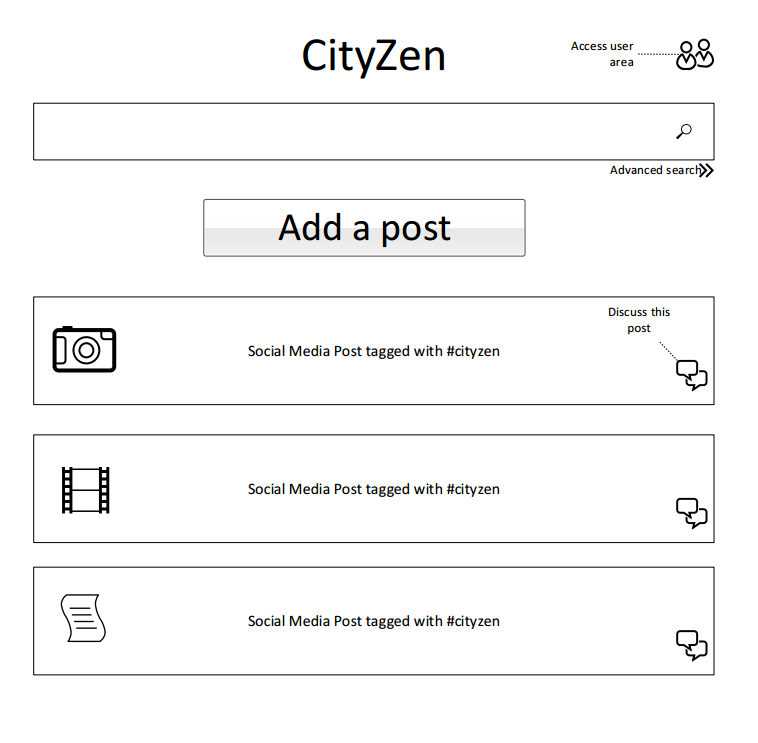 CityZen
Access user
area
Advanced search
Add a post
Discuss this
post
Social Media Post tagged with #cityzen
Social Media Post tagged with #cityzen
Social Media Post tagged with #cityzen